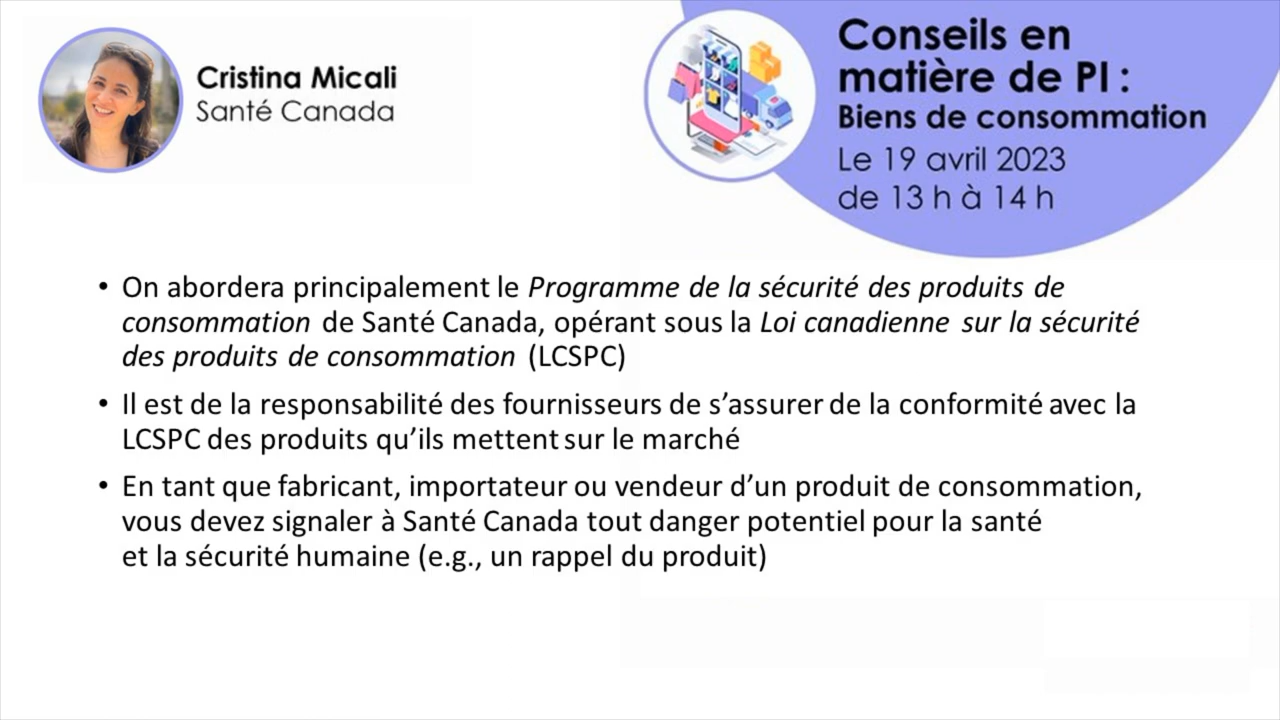 Cristina Micali
Santé Canada
Conseils en
matière de PI :
Biens de consommation
Le 19 avril 2023
de 13 h à 14 h
• On abordera principalement le Programme de la sécurité des produits de
consommation de Santé Canada, opérant sous la Loi canadienne sur la sécurité
des produits de consommation (LCSPC)
• Il est de la responsabilité des fournisseurs de s’assurer de la conformité avec la
LCSPC des produits qu’ils mettent sur le marché
• En tant que fabricant, importateur ou vendeur d’un produit de consommation,
vous devez signaler à Santé Canada tout danger potentiel pour la santé
et la sécurité humaine (e.g., un rappel du produit)